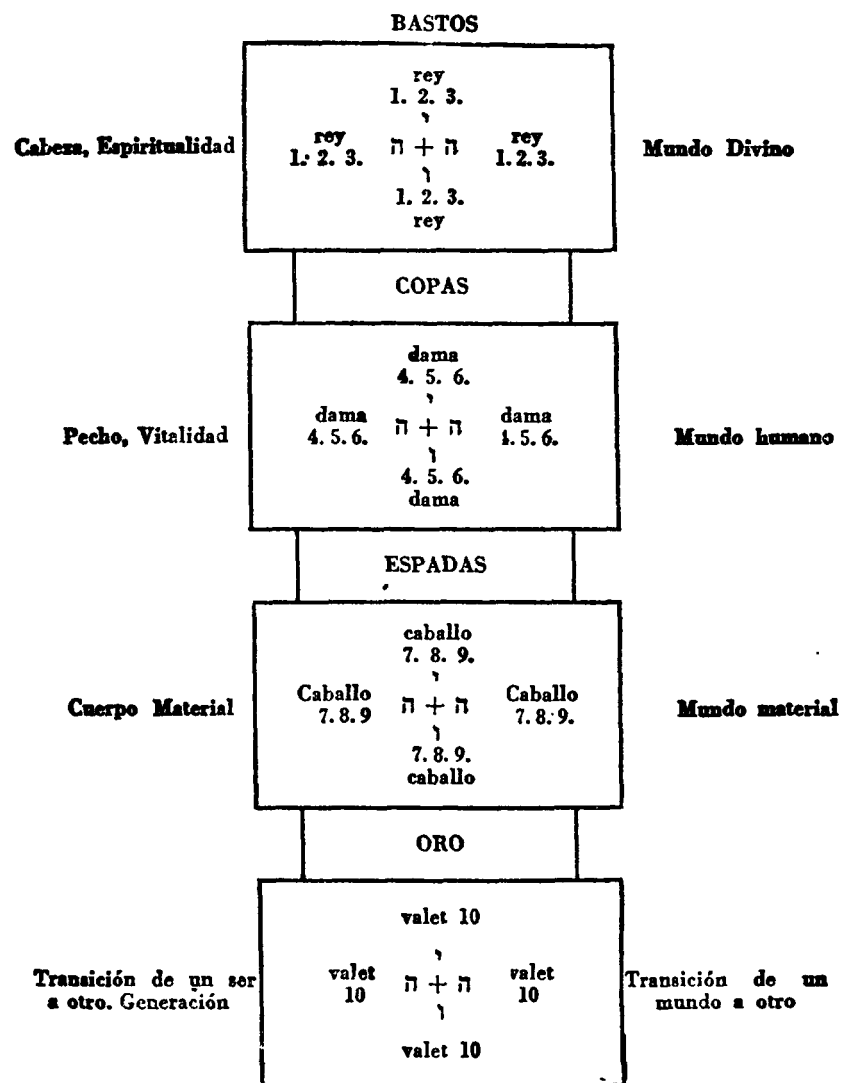 BASTOS
rey
1. 2. 3.
י
Cabeza, Espiritualidad
rey
1. 2. 3.
ה + ה
rey
1. 2. 3.
Mundo Divino
ו
1. 2. 3.
rey
COPAS
dama
4. 5. 6.
י
Pecho, Vitalidad
dama
4. 5. 6.
ה + ה
dama
4. 5. 6.
Mundo humano
ו
4. 5. 6.
dama
ESPADAS
caballo
7. 8. 9.
י
Cuerpo Material
Caballo
7. 8. 9
ה + ה
Caballo
7. 8. 9.
Mundo material
ו
7. 8. 9.
caballo
ORO
valet 10
י
Transición de un ser
a otro. Generación
valet
10
ה + ה
valet
10
Transición de un
mundo a otro
ו
valet 10